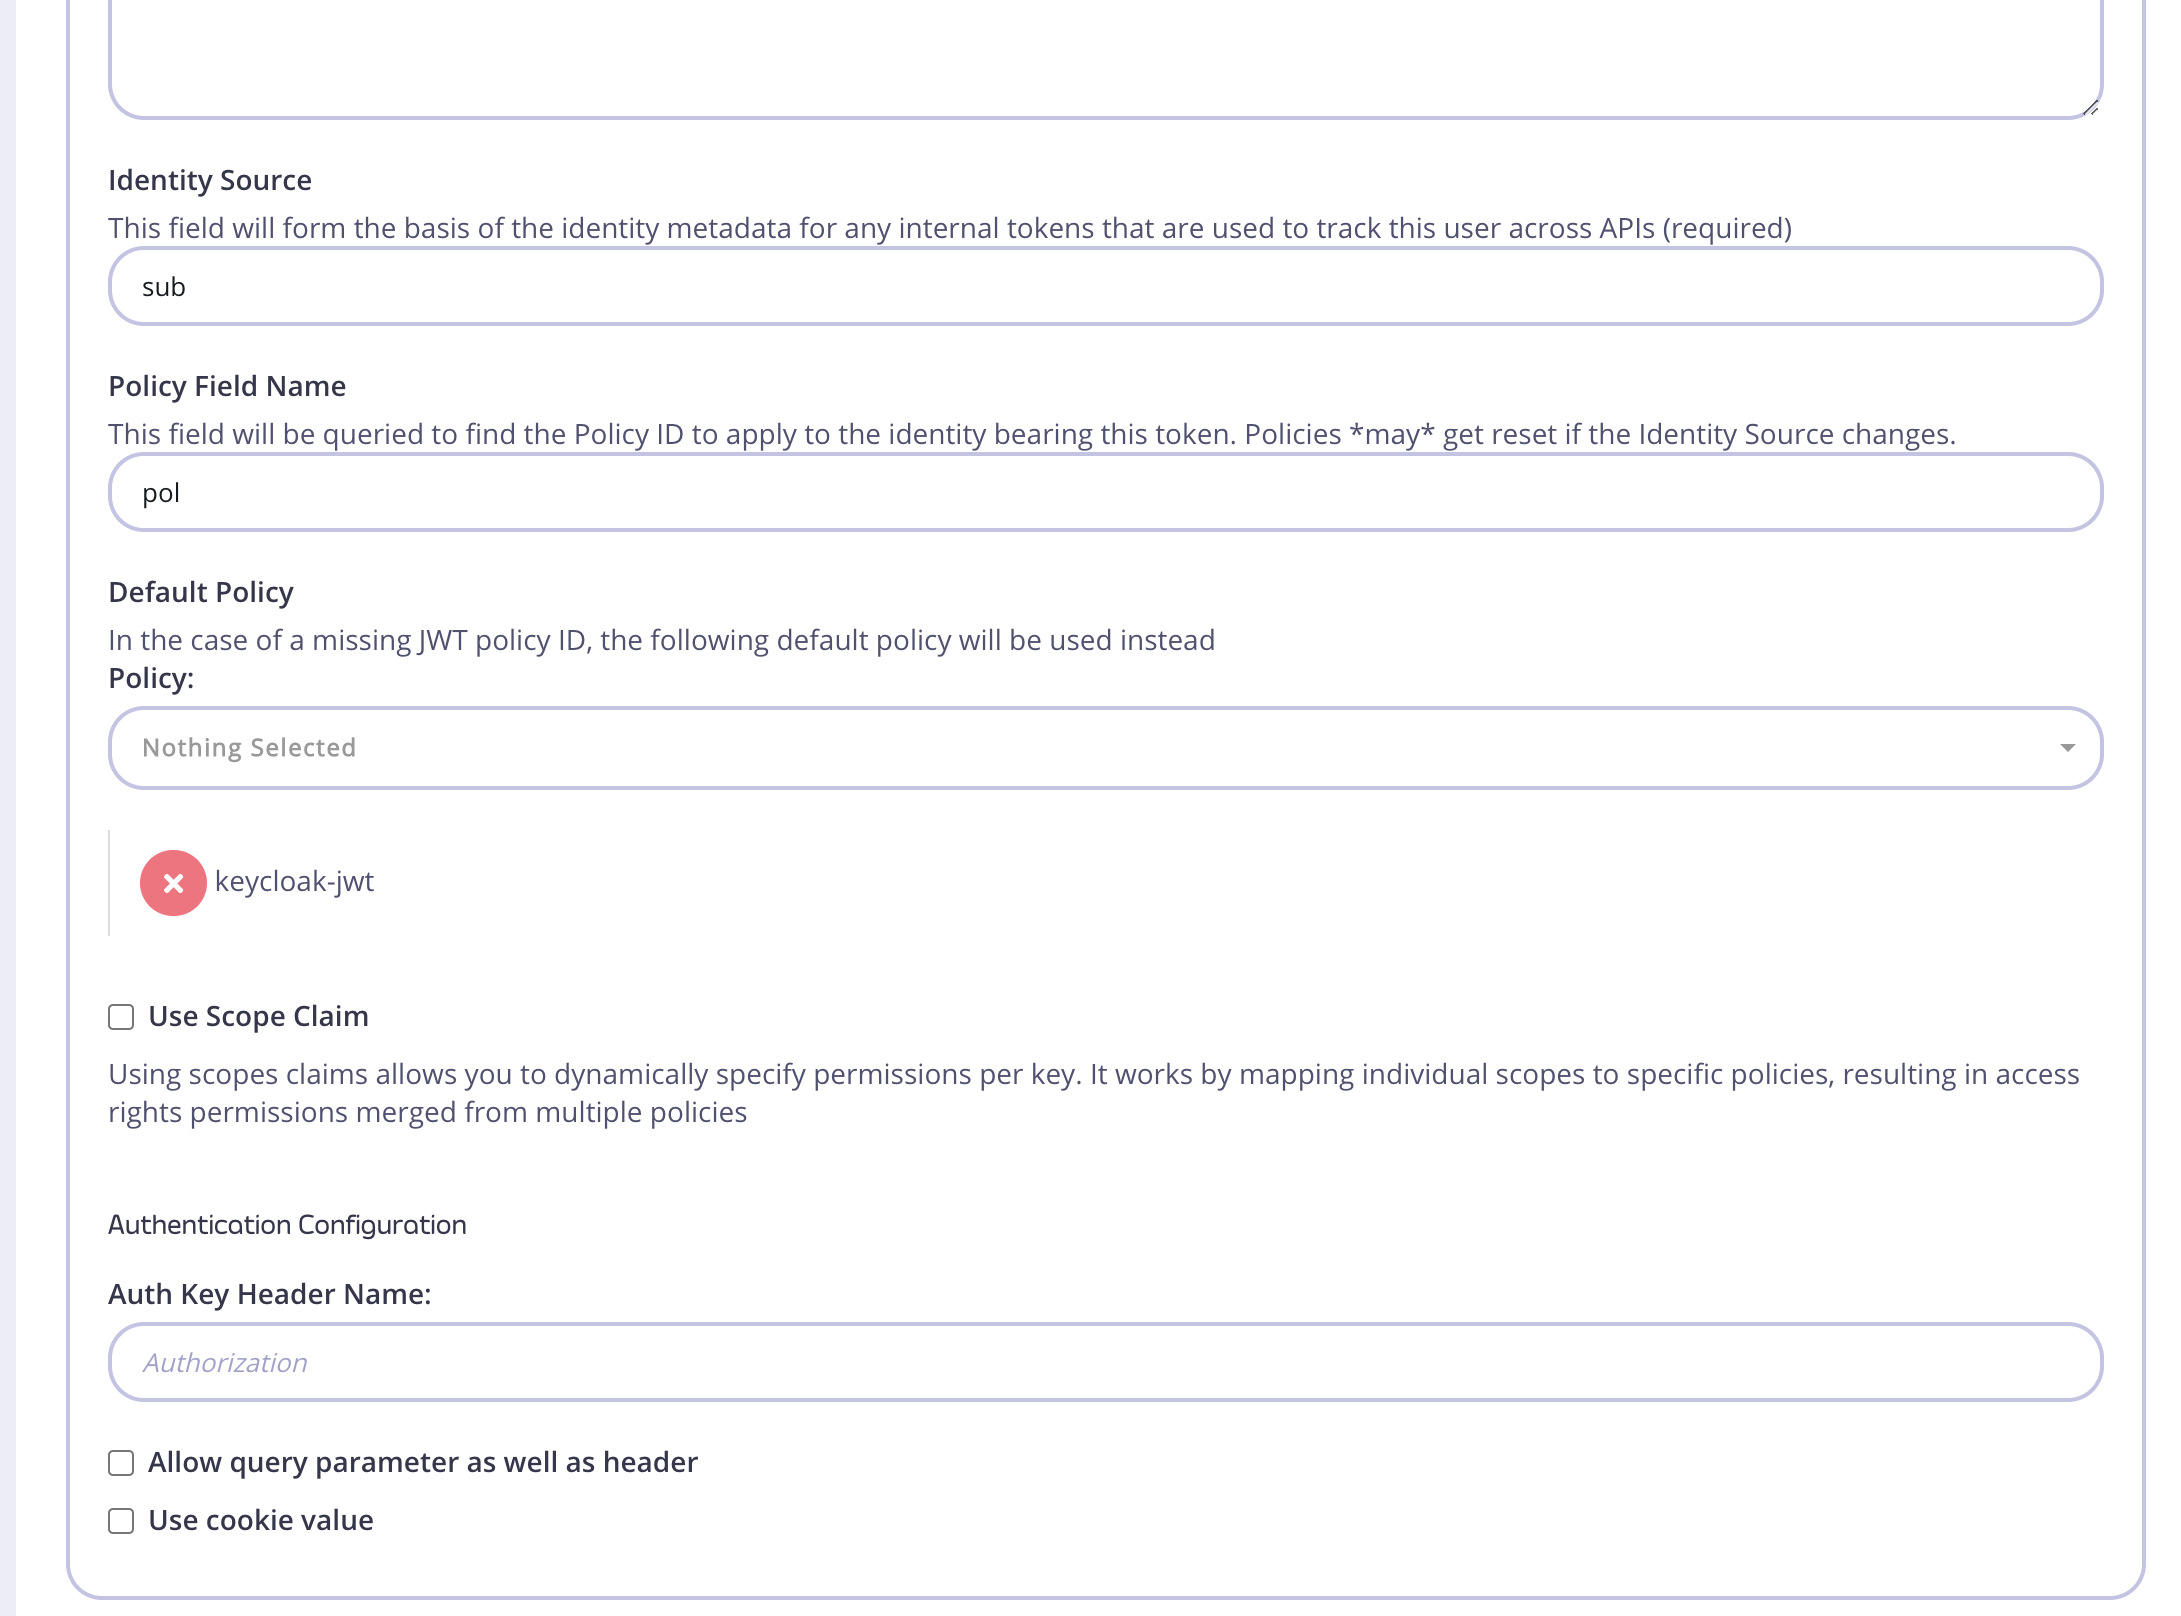 Identity Source
This field will form the basis of the identity metadata for any internal tokens that are used to track this user across APIs (required)
sub
Policy Field Name
This field will be queried to find the Policy ID to apply to the identity bearing this token. Policies *may* get reset if the Identity Source changes.
pol
Default Policy
In the case of a missing JWT policy ID, the following default policy will be used instead
Policy:
Nothing Selected
keycloak-jwt
Use Scope Claim
Using scopes claims allows you to dynamically specify permissions per key. It works by mapping individual scopes to specific policies, resulting in access
rights permissions merged from multiple policies
Authentication Configuration
Auth Key Header Name:
Authorization
Allow query parameter as well as header
Use cookie value